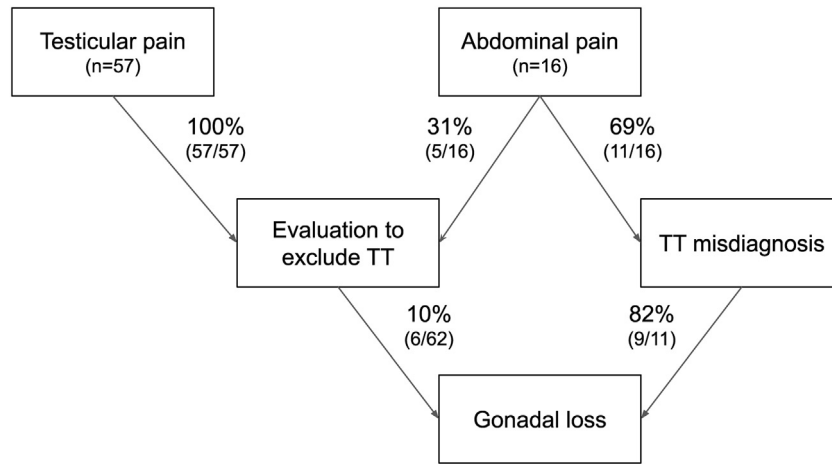 Testicular pain
(n=57)
Abdominal pain
(n=16)
100%
(57/57)
31%
(5/16)
69%
(11/16)
Evaluation to
exclude TT
TT misdiagnosis
10%
(6/62)
82%
(9/11)
Gonadal loss